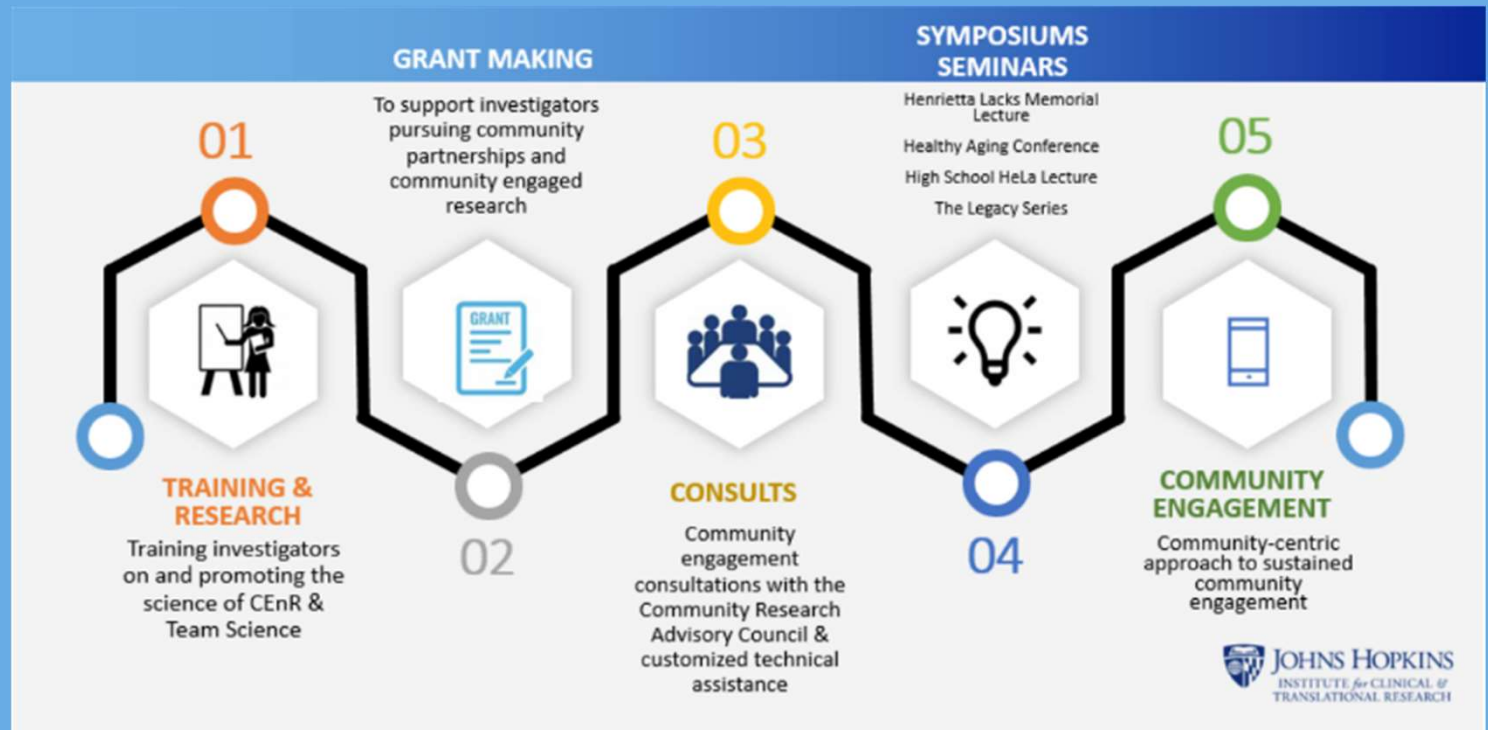 01
TRAINING &
RESEARCH
Training investigators
on and promoting the
science of CEnR &
Team Science
GRANT MAKING
To support investigators
pursuing community
partnerships and
community engaged
research
GRANT
02
03
CONSULTS
Community
engagement
consultations with the
Community Research
Advisory Council &
customized technical
assistance
SYMPOSIUMS
SEMINARS
Henrietta Lacks Memorial
Lecture
Healthy Aging Conference
High School HeLa Lecture
The Legacy Series
04
05
COMMUNITY
ENGAGEMENT
Community-centric
approach to sustained
community
engagement
JOHNS HOPKINS
INSTITUTE for CLINICAL &
TRANSLATIONAL RESEARCH